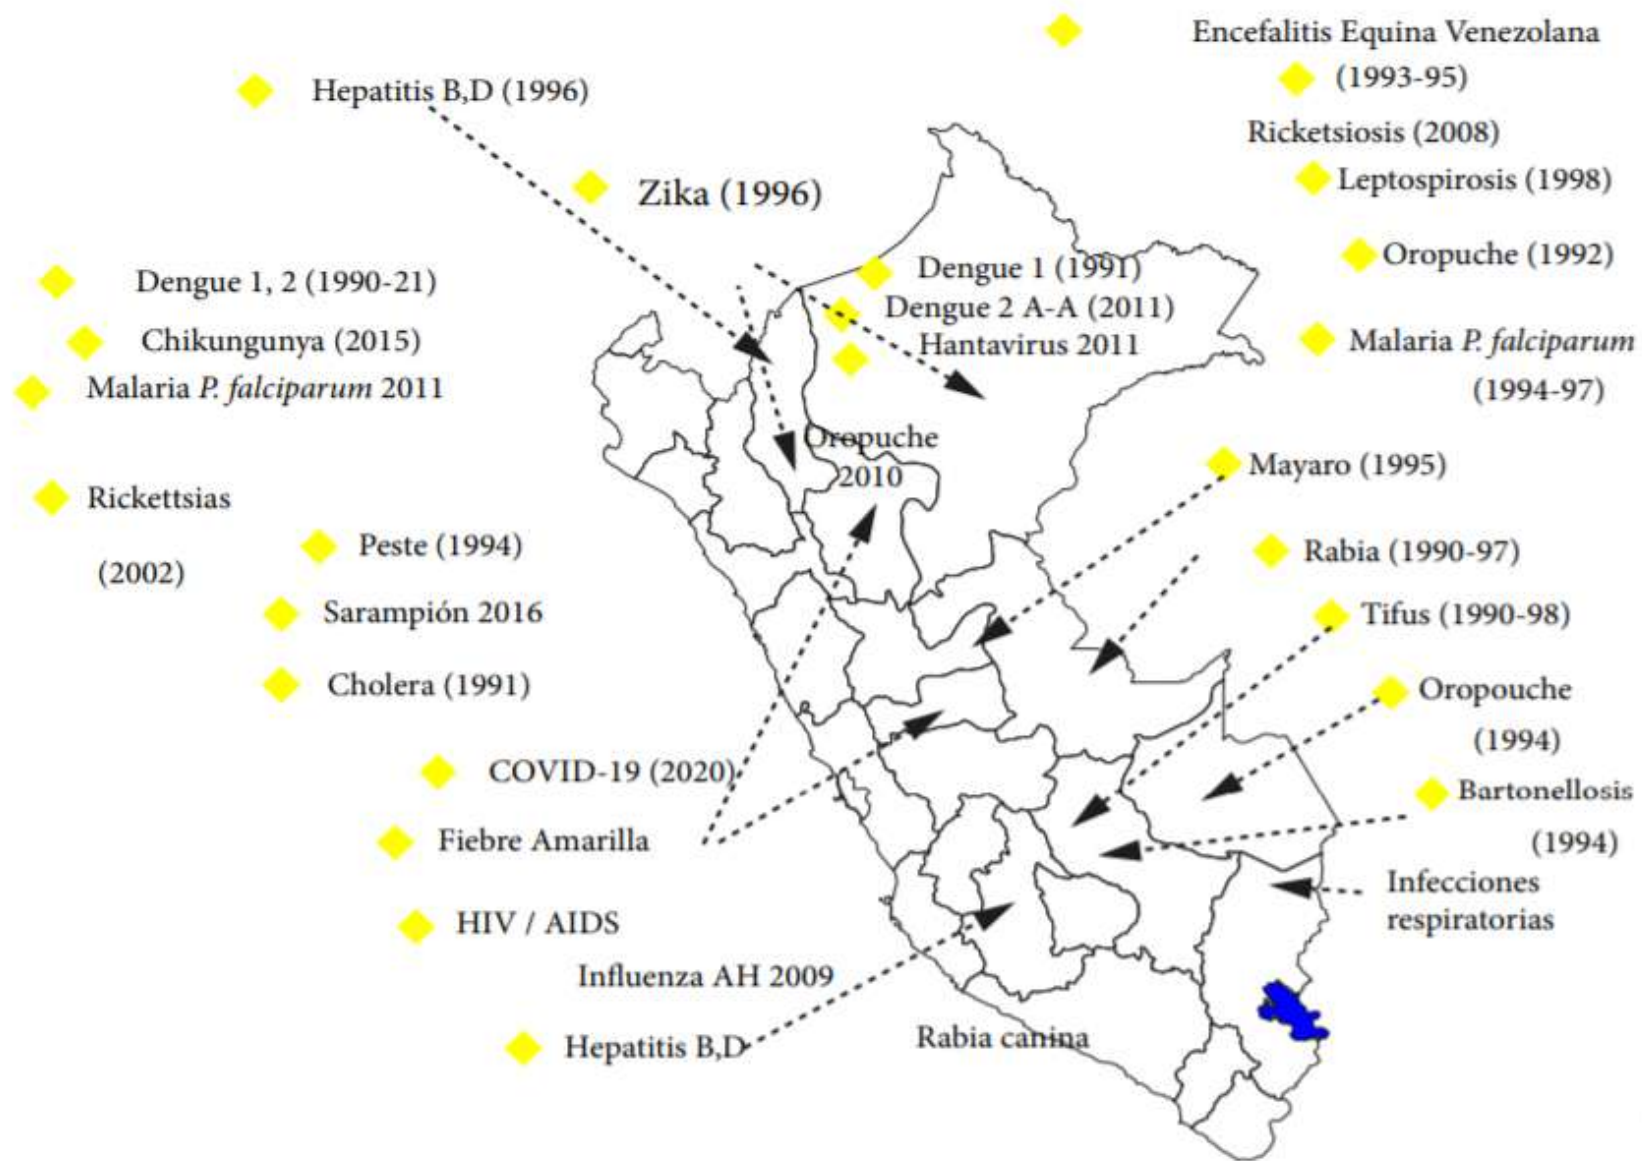 Encefalitis Equina Venezolana
(1993-95)
Hepatitis B,D (1996)
Ricketsiosis (2008)
Zika (1996)
Leptospirosis (1998)
Oropuche (1992)
Dengue 1, 2 (1990-21)
Dengue 1 (1991)
Dengue 2 A-A (2011)
Hantavirus 2011
Chikungunya (2015)
Malaria P. falciparum
(1994-97)
Malaria P. falciparum 2011
Oropuche
2010
Mayaro (1995)
Rickettsias
(2002)
Peste (1994)
Rabia (1990-97)
Sarampión 2016
Tifus (1990-98)
Cholera (1991)
Oropouche
(1994)
COVID-19 (2020)
Bartonellosis
(1994)
Fiebre Amarilla
Infecciones
respiratorias
HIV / AIDS
Influenza AH 2009
Rabia canina
Hepatitis B,D